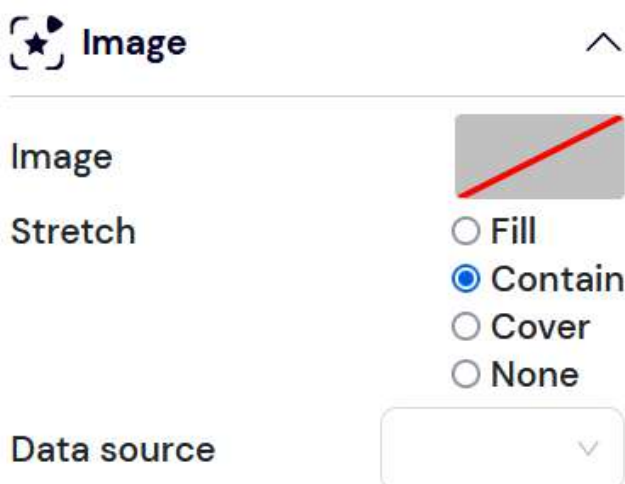 Image
Image
Stretch
Fill
Contain
Cover
None
Data source